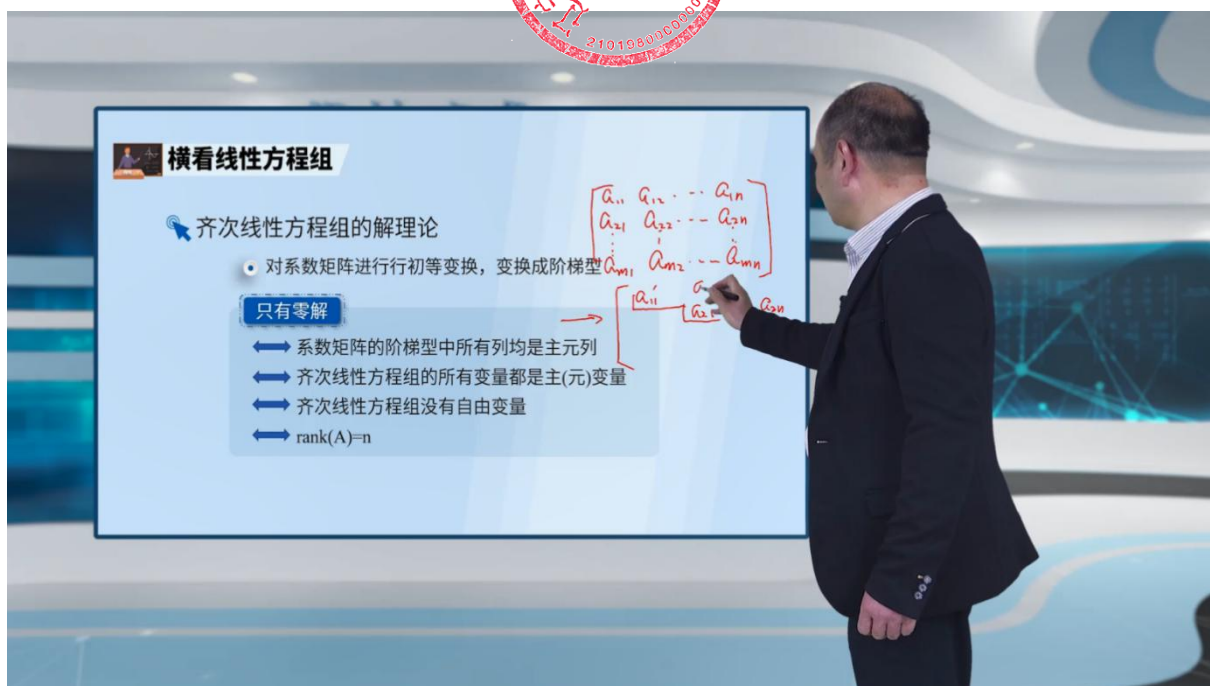 2101980000000
横看线性方程组
齐次线性方程组的解理论
对系数矩阵进行行初等变换，变换成阶梯型
只有零解
系数矩阵的阶梯型中所有列均是主元列
齐次线性方程组的所有变量都是主(元)变量
齐次线性方程组没有自由变量
rank(A)=n
a₁₁ a₁₂ ... a₁ₙ
a₂₁ a₂₂ ... a₂ₙ
⋮ ⋮ ⋮
aₘ₁ aₘ₂ ... aₘₙ
a₁₁′
a₂ₙ